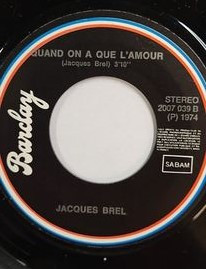 QUAND ON A QUE L'AMOUR
(Jacques Brel) 3'10"
Barclay
STEREO
2007 039 B
(P) 1974
SABAM
JACQUES BREL